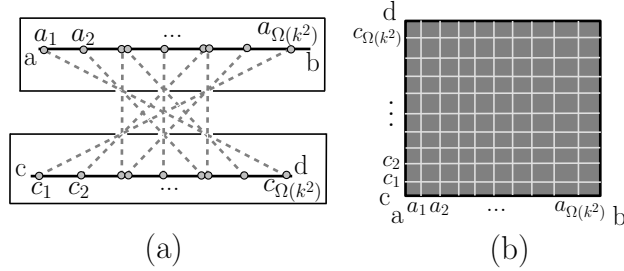 a₁ a₂ ... a_Ω(k²)
a b
c d
c₁ c₂ ... c_Ω(k²)
(a)
d
c_Ω(k²)
⋮
c₂
c₁
c
a a₁ a₂ ... a_Ω(k²) b
(b)